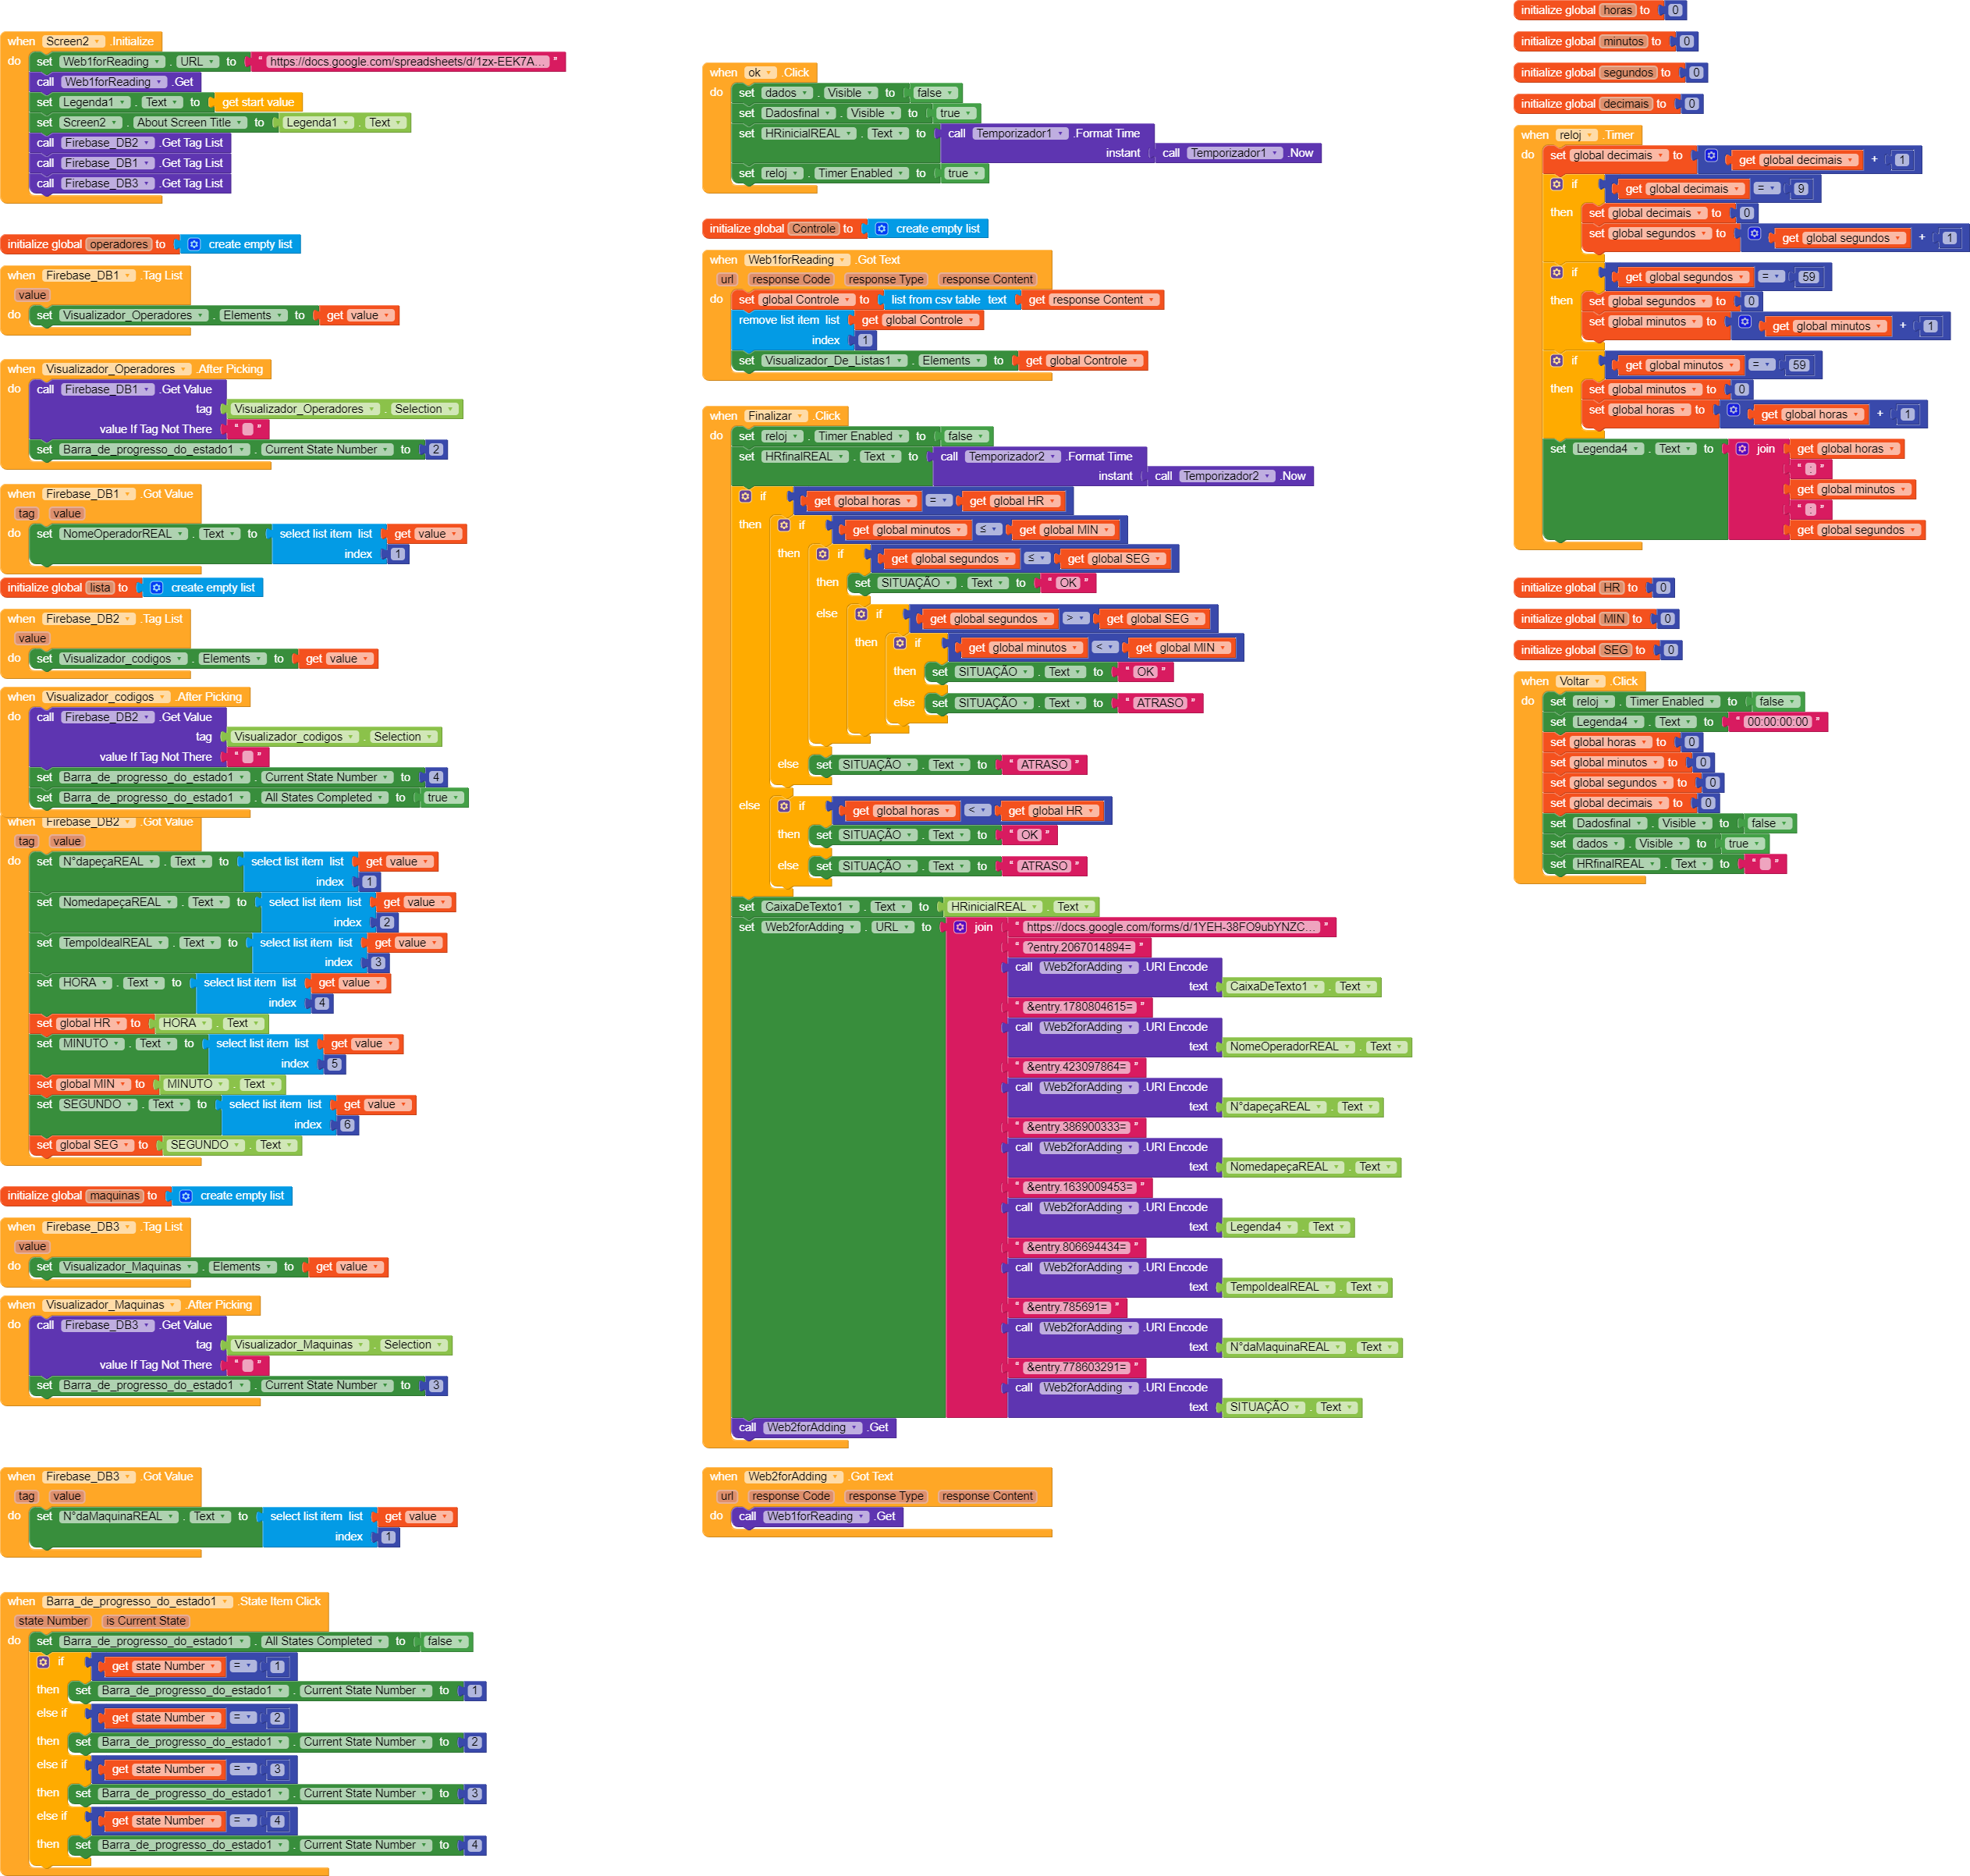 when Screen2 .Initialize
do set Web1forReading . URL to " https://docs.google.com/spreadsheets/d/1zx-EEK7A... "
call Web1forReading .Get
set Legenda1 . Text to get start value
set Screen2 . About Screen Title to Legenda1 . Text
call Firebase_DB2 .Get Tag List
call Firebase_DB1 .Get Tag List
call Firebase_DB3 .Get Tag List
initialize global operadores to create empty list
when Firebase_DB1 .Tag List
value
do set Visualizador_Operadores . Elements to get value
when Visualizador_Operadores .After Picking
do call Firebase_DB1 .Get Value
tag Visualizador_Operadores . Selection
value If Tag Not There " "
set Barra_de_progresso_do_estado1 . Current State Number to 2
when Firebase_DB1 .Got Value
tag value
do set NomeOperadorREAL . Text to select list item list get value
index 1
initialize global lista to create empty list
when Firebase_DB2 .Tag List
value
do set Visualizador_codigos . Elements to get value
when Visualizador_codigos .After Picking
do call Firebase_DB2 .Get Value
tag Visualizador_codigos . Selection
value If Tag Not There " "
set Barra_de_progresso_do_estado1 . Current State Number to 4
set Barra_de_progresso_do_estado1 . All States Completed to true
when Firebase_DB2 .Got Value
tag value
do set N°dapeçaREAL . Text to select list item list get value
index 1
set NomedapeçaREAL . Text to select list item list get value
index 2
set TempoIdealREAL . Text to select list item list get value
index 3
set HORA . Text to select list item list get value
index 4
set global HR to HORA . Text
set MINUTO . Text to select list item list get value
index 5
set global MIN to MINUTO . Text
set SEGUNDO . Text to select list item list get value
index 6
set global SEG to SEGUNDO . Text
initialize global maquinas to create empty list
when Firebase_DB3 .Tag List
value
do set Visualizador_Maquinas . Elements to get value
when Visualizador_Maquinas .After Picking
do call Firebase_DB3 .Get Value
tag Visualizador_Maquinas . Selection
value If Tag Not There " "
set Barra_de_progresso_do_estado1 . Current State Number to 3
when Firebase_DB3 .Got Value
tag value
do set N°daMaquinaREAL . Text to select list item list get value
index 1
when Barra_de_progresso_do_estado1 .State Item Click
state Number is Current State
do set Barra_de_progresso_do_estado1 . All States Completed to false
if get state Number = 1
then set Barra_de_progresso_do_estado1 . Current State Number to 1
else if get state Number = 2
then set Barra_de_progresso_do_estado1 . Current State Number to 2
else if get state Number = 3
then set Barra_de_progresso_do_estado1 . Current State Number to 3
else if get state Number = 4
then set Barra_de_progresso_do_estado1 . Current State Number to 4
when ok .Click
do set dados . Visible to false
set Dadosfinal . Visible to true
set HRinicialREAL . Text to call Temporizador1 .Format Time
instant call Temporizador1 .Now
set reloj . Timer Enabled to true
initialize global Controle to create empty list
when Web1forReading .Got Text
url response Code response Type response Content
do set global Controle to list from csv table text get response Content
remove list item list get global Controle
index 1
set Visualizador_De_Listas1 . Elements to get global Controle
when Finalizar .Click
do set reloj . Timer Enabled to false
set HRfinalREAL . Text to call Temporizador2 .Format Time
instant call Temporizador2 .Now
if get global horas = get global HR
then if get global minutos ≤ get global MIN
then if get global segundos ≤ get global SEG
then set SITUAÇÃO . Text to " OK "
else if get global segundos > get global SEG
then if get global minutos < get global MIN
then set SITUAÇÃO . Text to " OK "
else set SITUAÇÃO . Text to " ATRASO "
else set SITUAÇÃO . Text to " ATRASO "
else if get global horas < get global HR
then set SITUAÇÃO . Text to " OK "
else set SITUAÇÃO . Text to " ATRASO "
set CaixaDeTexto1 . Text to HRinicialREAL . Text
set Web2forAdding . URL to join " https://docs.google.com/forms/d/1YEH-38FO9ubYNZC... "
" ?entry.2067014894= "
call Web2forAdding .URI Encode
text CaixaDeTexto1 . Text
" &entry.1780804615= "
call Web2forAdding .URI Encode
text NomeOperadorREAL . Text
" &entry.423097864= "
call Web2forAdding .URI Encode
text N°dapeçaREAL . Text
" &entry.386900333= "
call Web2forAdding .URI Encode
text NomedapeçaREAL . Text
" &entry.1639009453= "
call Web2forAdding .URI Encode
text Legenda4 . Text
" &entry.806694434= "
call Web2forAdding .URI Encode
text TempoIdealREAL . Text
" &entry.785691= "
call Web2forAdding .URI Encode
text N°daMaquinaREAL . Text
" &entry.778603291= "
call Web2forAdding .URI Encode
text SITUAÇÃO . Text
call Web2forAdding .Get
when Web2forAdding .Got Text
url response Code response Type response Content
do call Web1forReading .Get
initialize global horas to 0
initialize global minutos to 0
initialize global segundos to 0
initialize global decimais to 0
when reloj .Timer
do set global decimais to get global decimais + 1
if get global decimais = 9
then set global decimais to 0
set global segundos to get global segundos + 1
if get global segundos = 59
then set global segundos to 0
set global minutos to get global minutos + 1
if get global minutos = 59
then set global minutos to 0
set global horas to get global horas + 1
set Legenda4 . Text to join get global horas
" : "
get global minutos
" : "
get global segundos
initialize global HR to 0
initialize global MIN to 0
initialize global SEG to 0
when Voltar .Click
do set reloj . Timer Enabled to false
set Legenda4 . Text to " 00:00:00:00 "
set global horas to 0
set global minutos to 0
set global segundos to 0
set global decimais to 0
set Dadosfinal . Visible to false
set dados . Visible to true
set HRfinalREAL . Text to " "